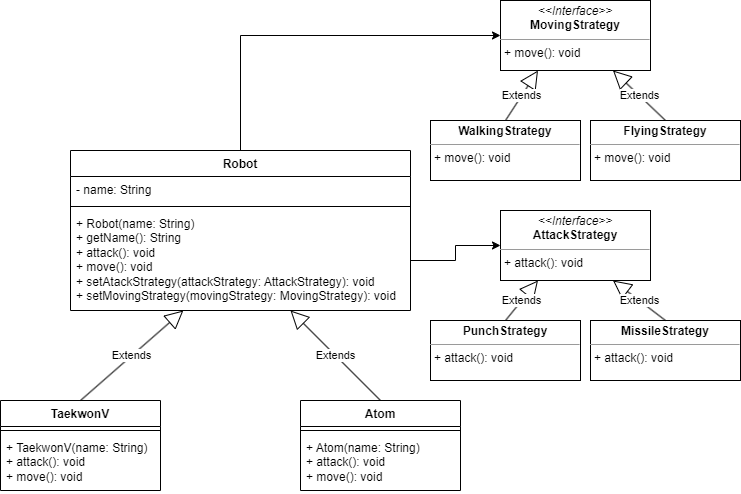 <<Interface>>
MovingStrategy
+ move(): void
Extends
Extends
WalkingStrategy
+ move(): void
FlyingStrategy
+ move(): void
Robot
- name: String
+ Robot(name: String)
+ getName(): String
+ attack(): void
+ move(): void
+ setAtackStrategy(attackStrategy: AttackStrategy): void
+ setMovingStrategy(movingStrategy: MovingStrategy): void
<<Interface>>
AttackStrategy
+ attack(): void
Extends
Extends
PunchStrategy
+ attack(): void
MissileStrategy
+ attack(): void
Extends
Extends
TaekwonV
+ TaekwonV(name: String)
+ attack(): void
+ move(): void
Atom
+ Atom(name: String)
+ attack(): void
+ move(): void